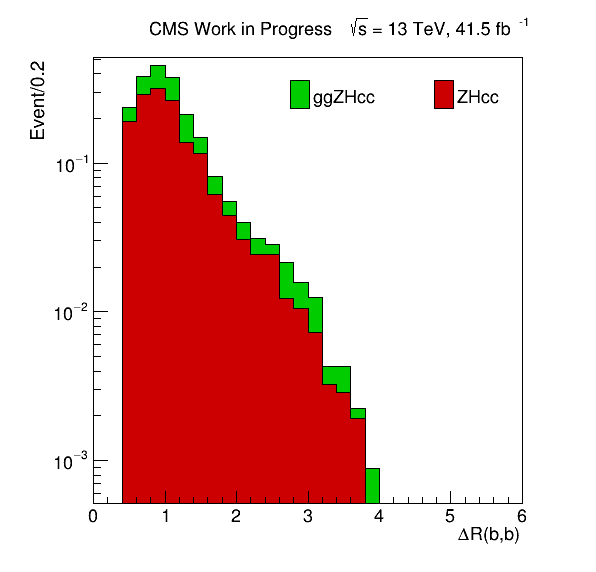 CMS Work in Progress √s = 13 TeV, 41.5 fb⁻¹
Event/0.2
ggZHcc ZHcc
10⁻¹
10⁻²
10⁻³
0 1 2 3 4 5 6
ΔR(b,b)